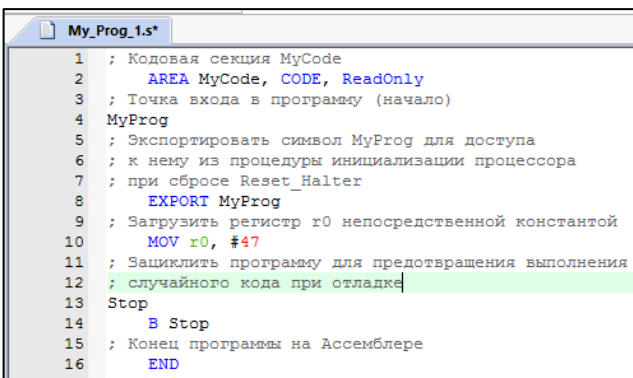 My_Prog_1.s*
1 ; Кодовая секция MyCode
2 AREA MyCode, CODE, ReadOnly
3 ; Точка входа в программу (начало)
4 MyProg
5 ; Экспортировать символ MyProg для доступа
6 ; к нему из процедуры инициализации процессора
7 ; при сбросе Reset_Halter
8 EXPORT MyProg
9 ; Загрузить регистр r0 непосредственной константой
10 MOV r0, #47
11 ; Зациклить программу для предотвращения выполнения
12 ; случайного кода при отладке
13 Stop
14 B Stop
15 ; Конец программы на Ассемблере
16 END